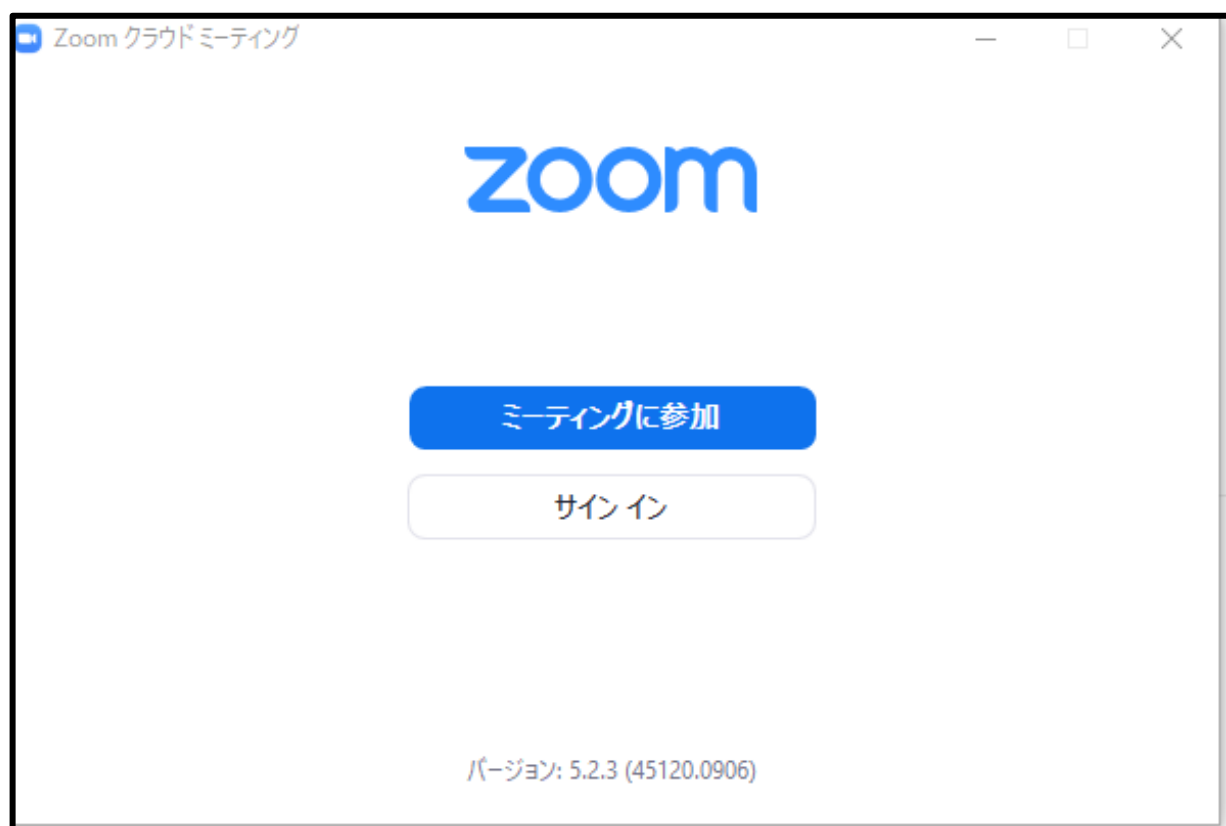 Zoom クラウド ミーティング
zoom
ミーティングに参加
サイン イン
バージョン: 5.2.3 (45120.0906)